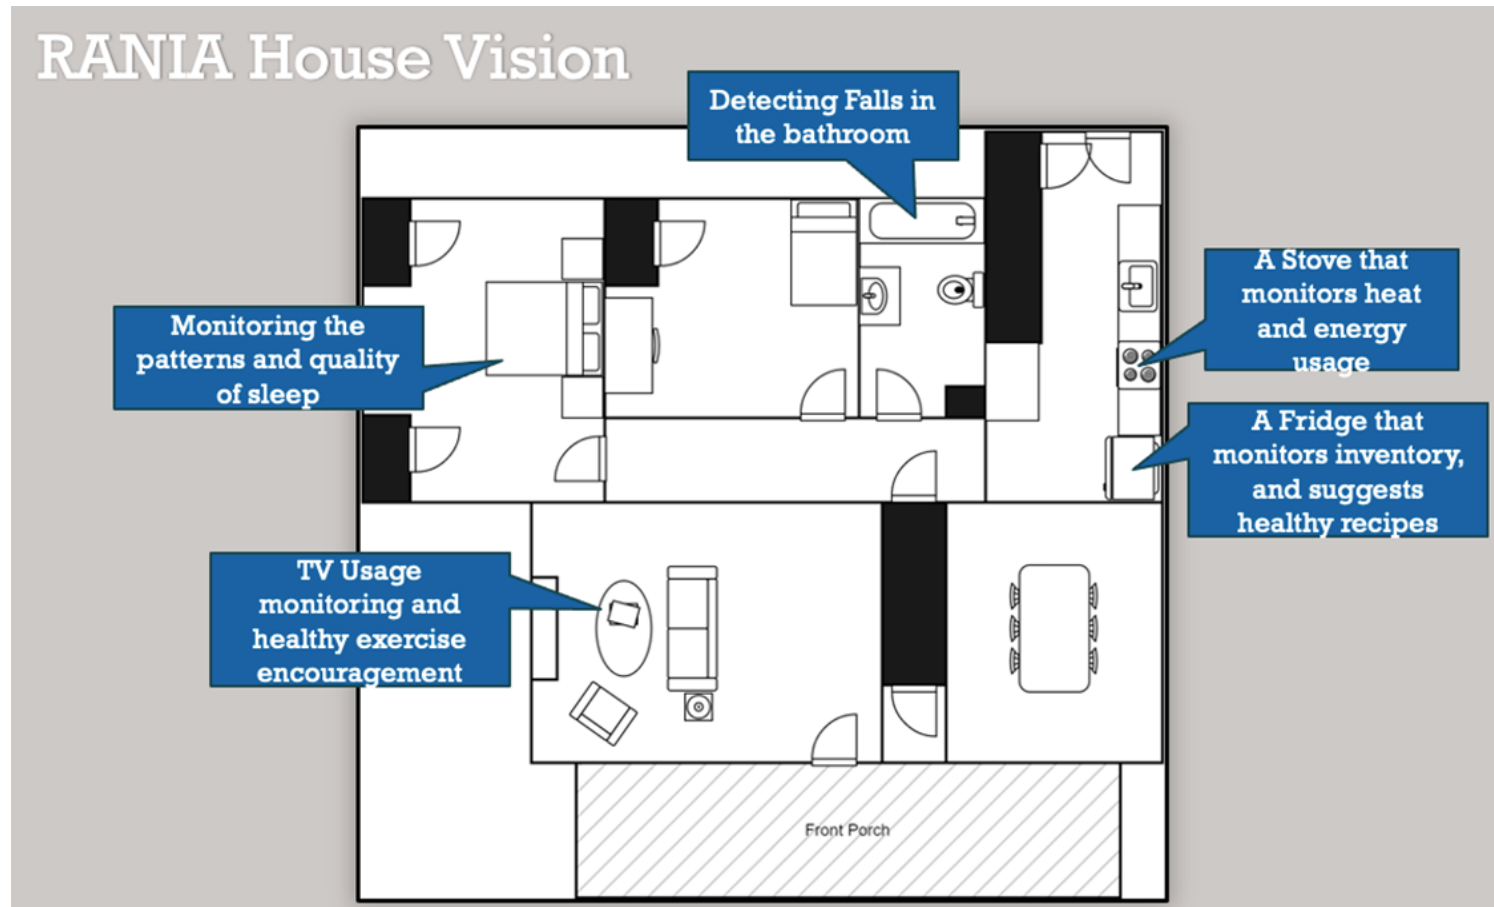 RANIA House Vision
Detecting Falls in
the bathroom
A Stove that
monitors heat
and energy
usage
Monitoring the
patterns and quality
of sleep
A Fridge that
monitors inventory,
and suggests
healthy recipes
TV Usage
monitoring and
healthy exercise
encouragement
Front Porch